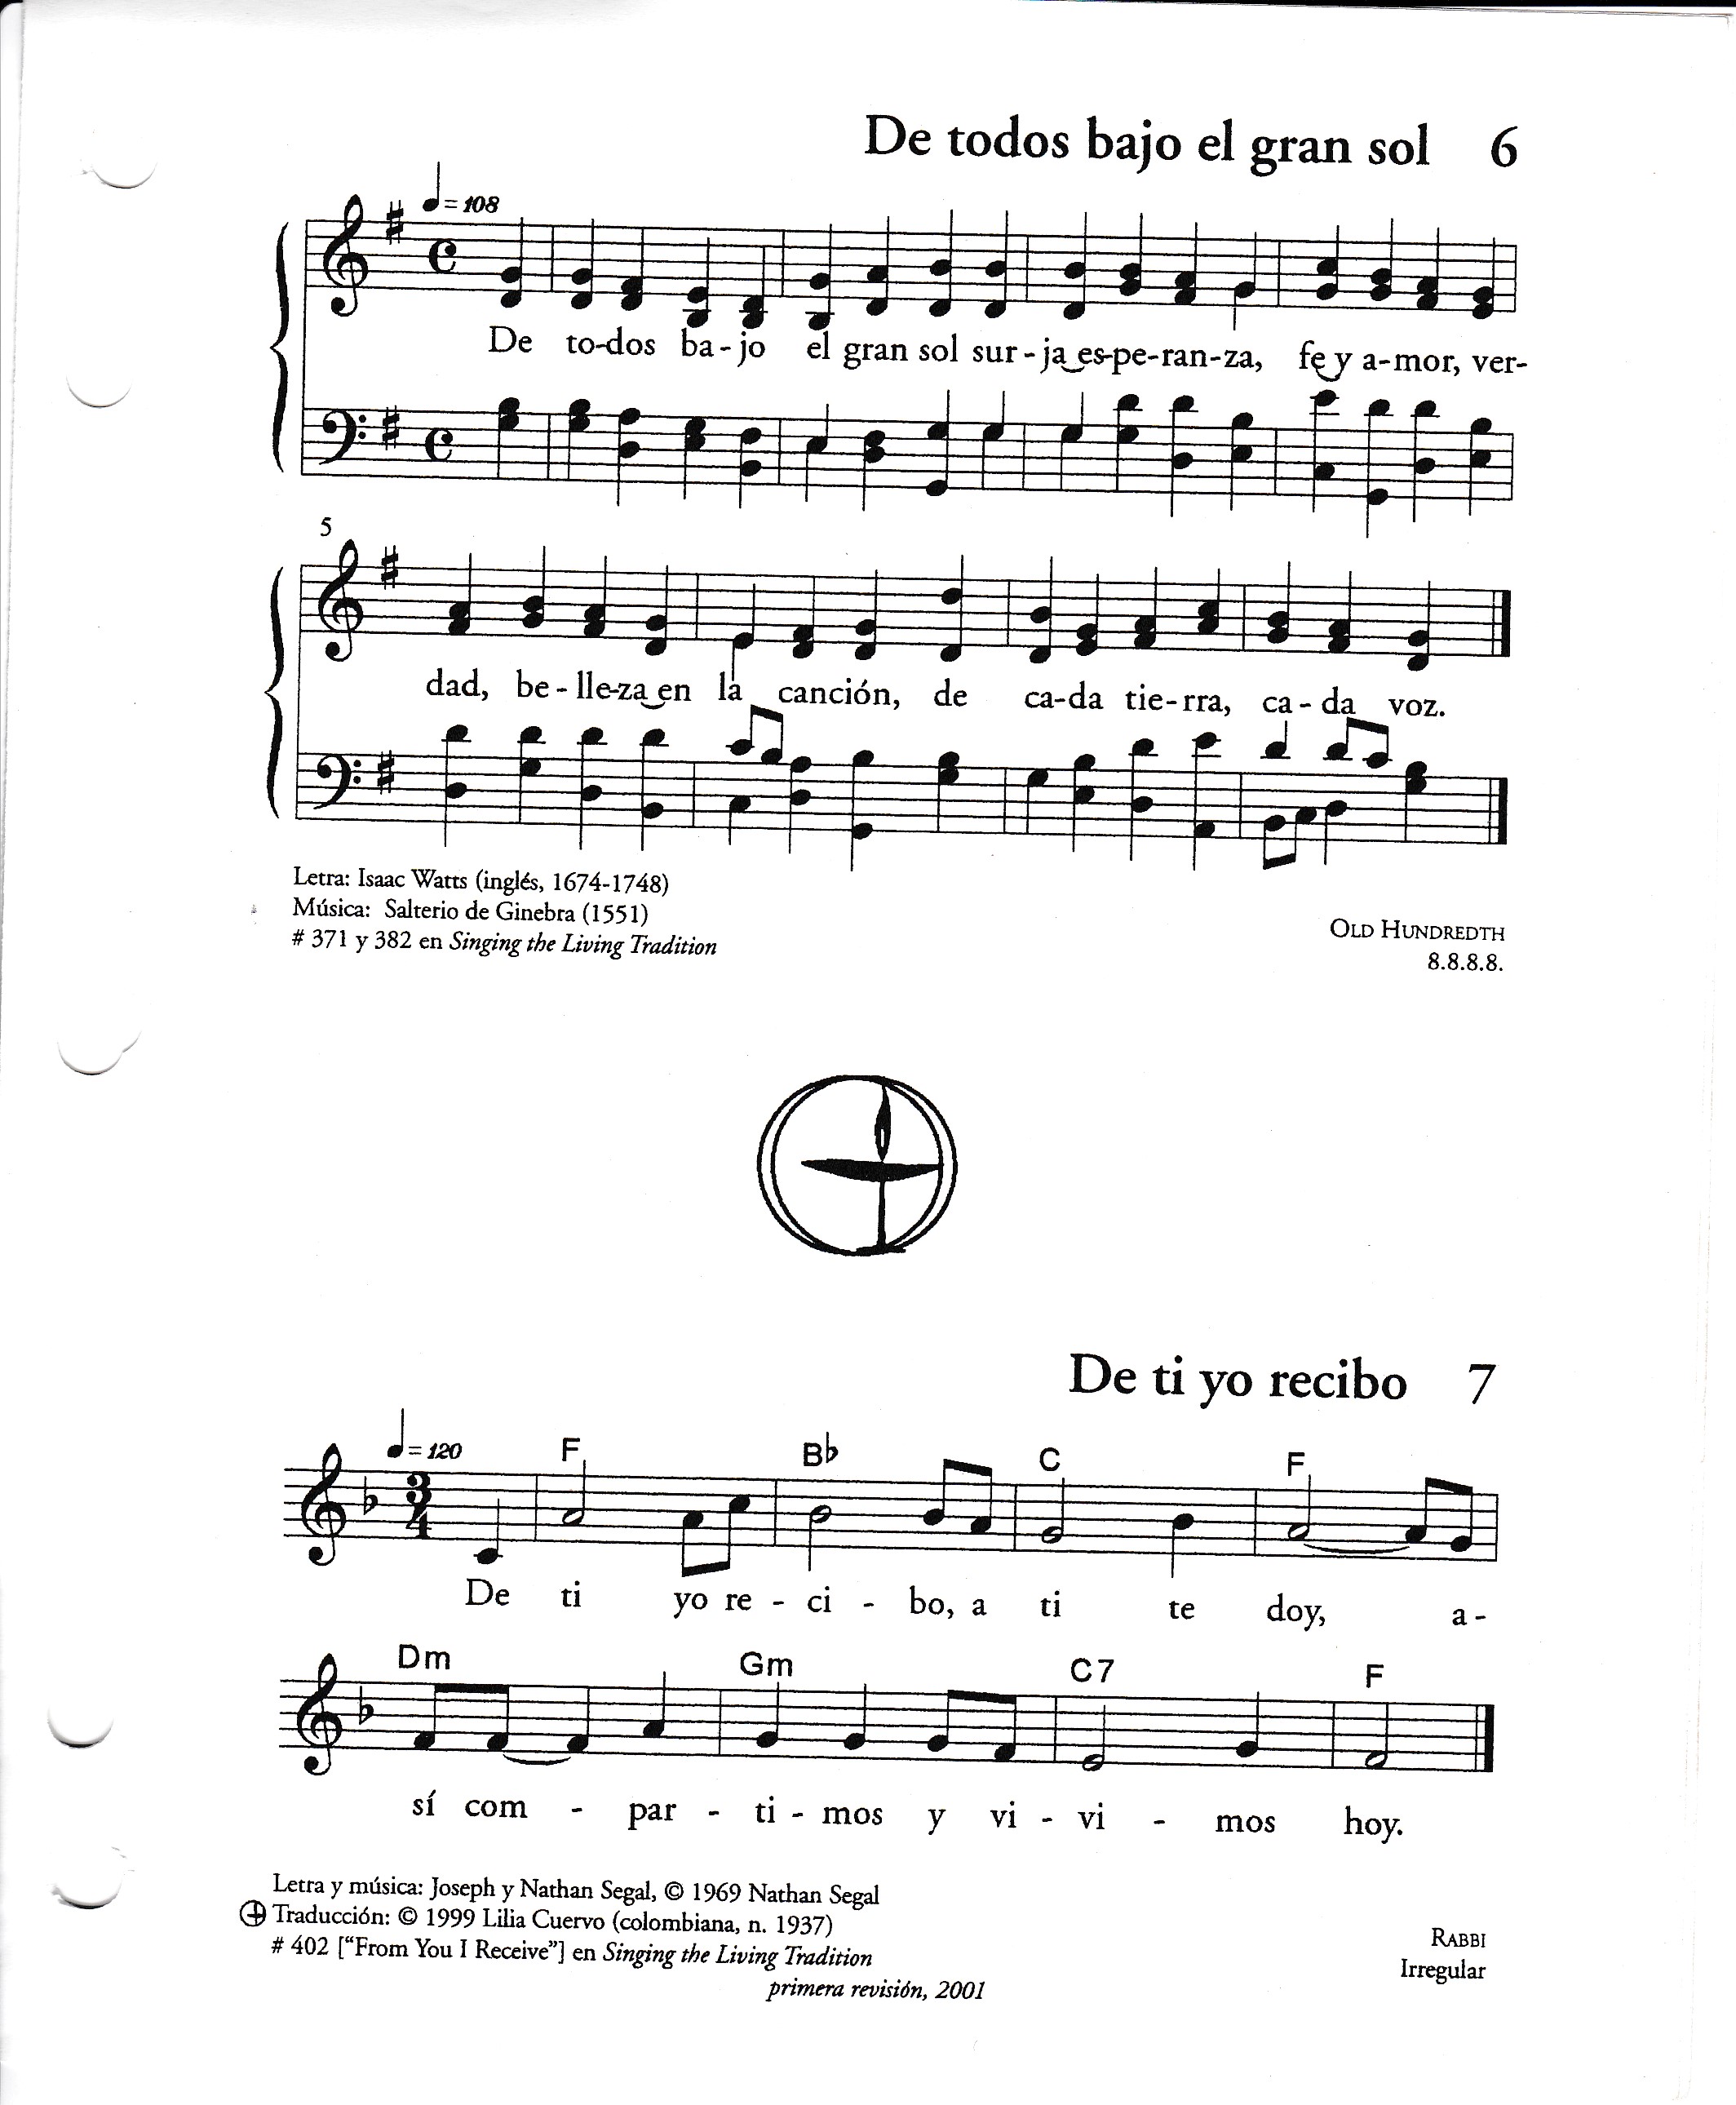 De todos bajo el gran sol 6
♩= 108
De to-dos ba-jo el gran sol sur-ja es-pe-ran-za, fe y a-mor, ver-
5
dad, be-lle-za en la canción, de ca-da tie-rra, ca-da voz.
Letra: Isaac Watts (inglés, 1674-1748)
Música: Salterio de Ginebra (1551)
# 371 y 382 en Singing the Living Tradition
OLD HUNDREDTH
8.8.8.8.
De ti yo recibo 7
♩= 120
F B♭ C F
3/4
De ti yo re - ci - bo, a ti te doy, a-
Dm Gm C7 F
sí com - par - ti - mos y vi - vi - mos hoy.
Letra y música: Joseph y Nathan Segal, © 1969 Nathan Segal
Traducción: © 1999 Lilia Cuervo (colombiana, n. 1937)
# 402 [“From You I Receive”] en Singing the Living Tradition
primera revisión, 2001
RABBI
Irregular